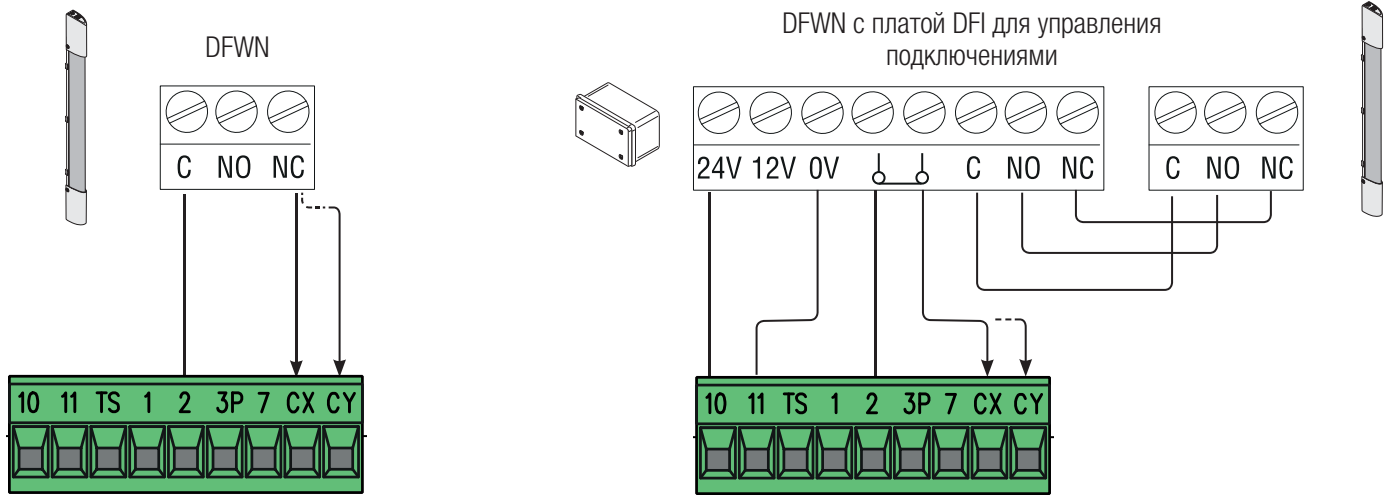 DFWN
C NO NC
10 11 TS 1 2 3P 7 CX CY
DFWN с платой DFI для управления
подключениями
24V 12V 0V C NO NC
C NO NC
10 11 TS 1 2 3P 7 CX CY